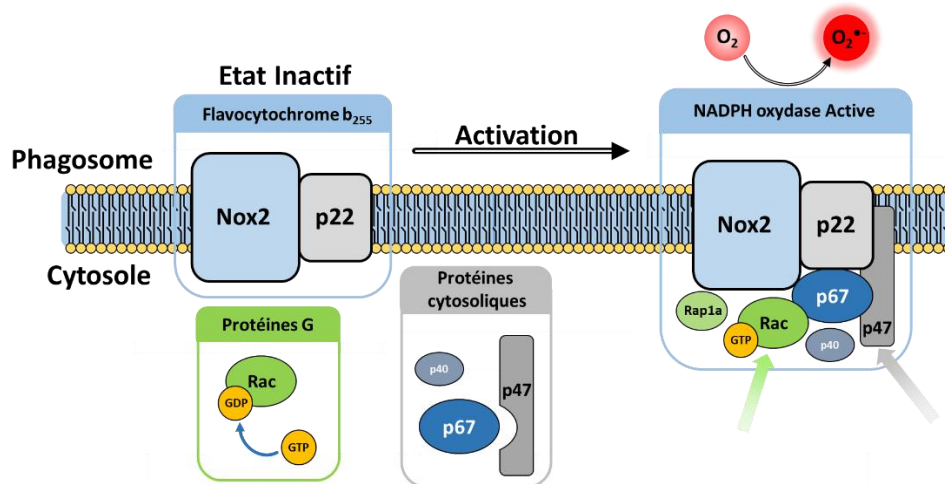 O2
O2•-
Etat Inactif
Flavocytochrome b255
NADPH oxydase Active
Activation
Phagosome
Nox2
p22
Nox2
p22
Cytosole
Protéines G
Rac
GDP
GTP
Protéines
cytosoliques
p40
p47
p67
Rap1a
Rac
GTP
p67
p40
p47